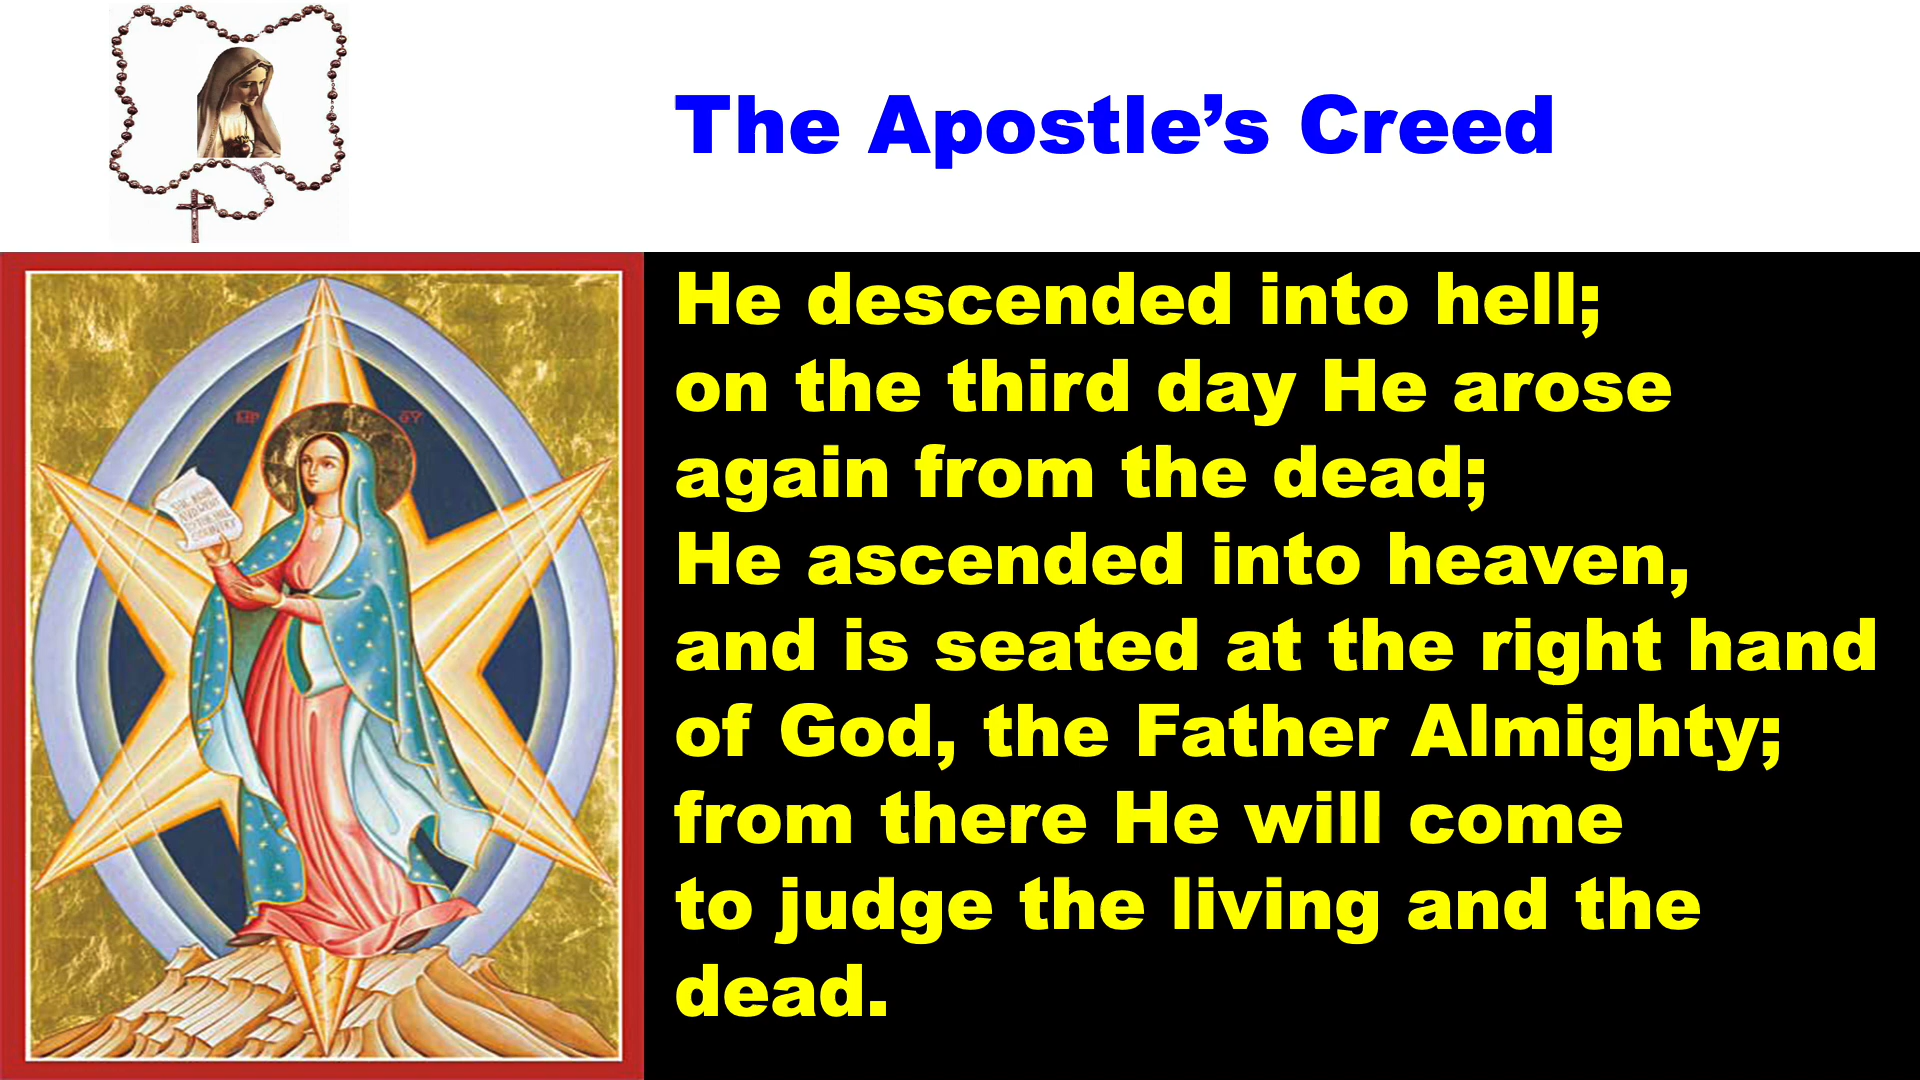 The Apostle’s Creed
He descended into hell;
on the third day He arose
again from the dead;
He ascended into heaven,
and is seated at the right hand
of God, the Father Almighty;
from there He will come
to judge the living and the
dead.
COUNTRY